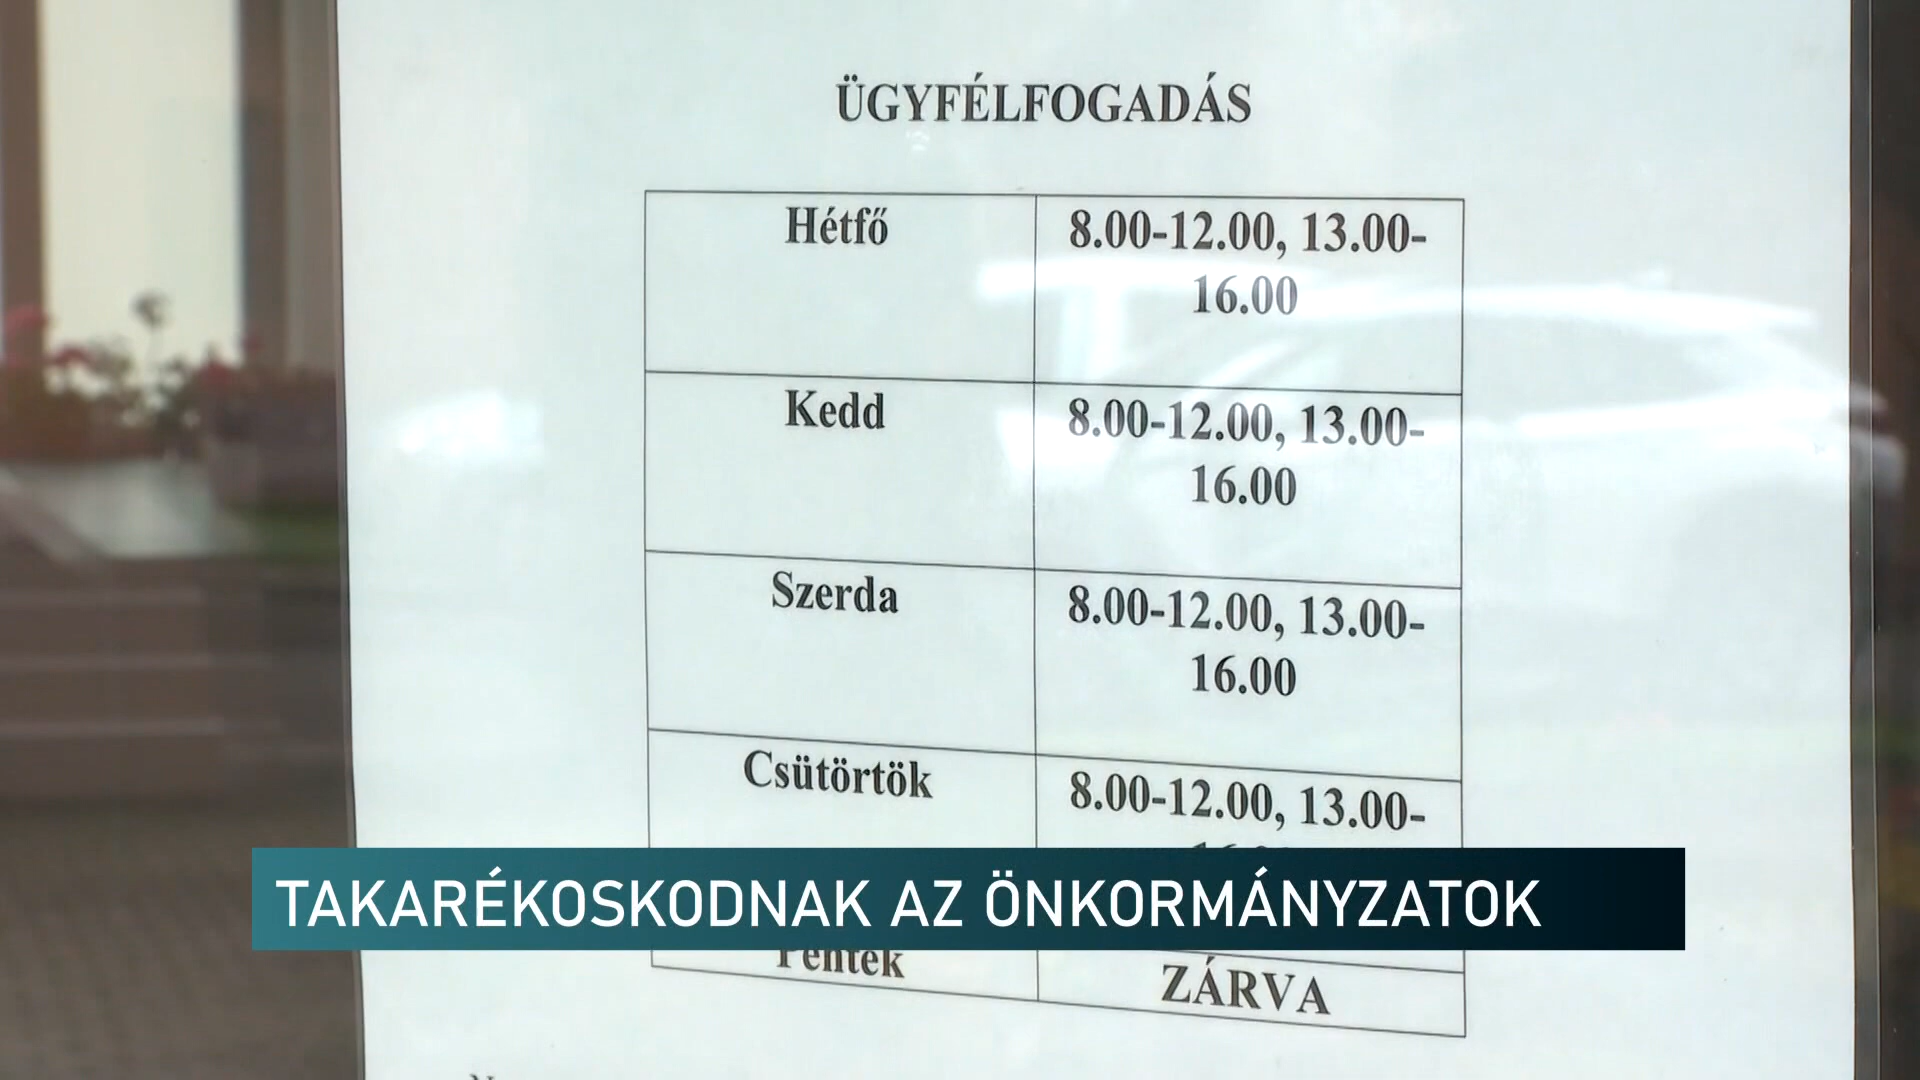 ÜGYFÉLFOGADÁS
Hétfő
8.00-12.00, 13.00-
16.00
Kedd
8.00-12.00, 13.00-
16.00
Szerda
8.00-12.00, 13.00-
16.00
Csütörtök
8.00-12.00, 13.00-
TAKARÉKOSKODNAK AZ ÖNKORMÁNYZATOK
Péntek
ZÁRVA